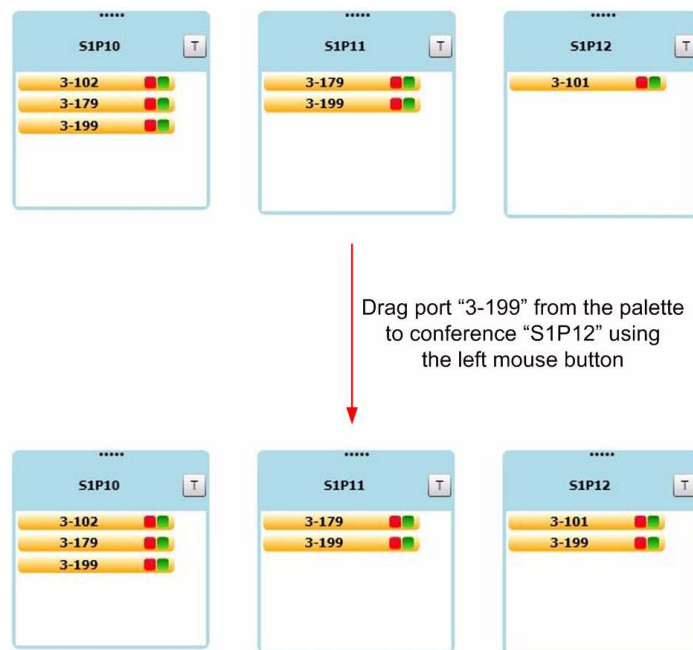 S1P10 T
S1P11 T
S1P12 T
3-102
3-179
3-199
3-179
3-199
3-101
Drag port “3-199” from the palette
to conference “S1P12” using
the left mouse button
S1P10 T
S1P11 T
S1P12 T
3-102
3-179
3-199
3-179
3-199
3-101
3-199